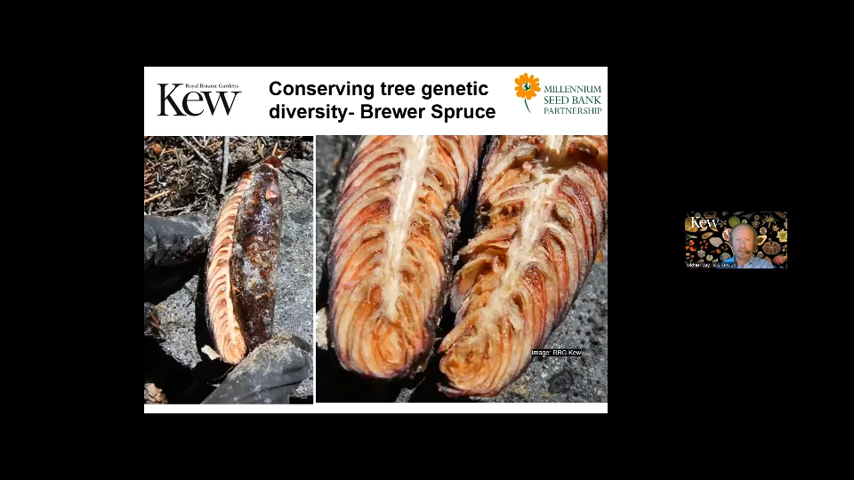 Royal Botanic Gardens
Kew
Conserving tree genetic
diversity- Brewer Spruce
MILLENNIUM
SEED BANK
PARTNERSHIP
Image: RBG Kew
Kew